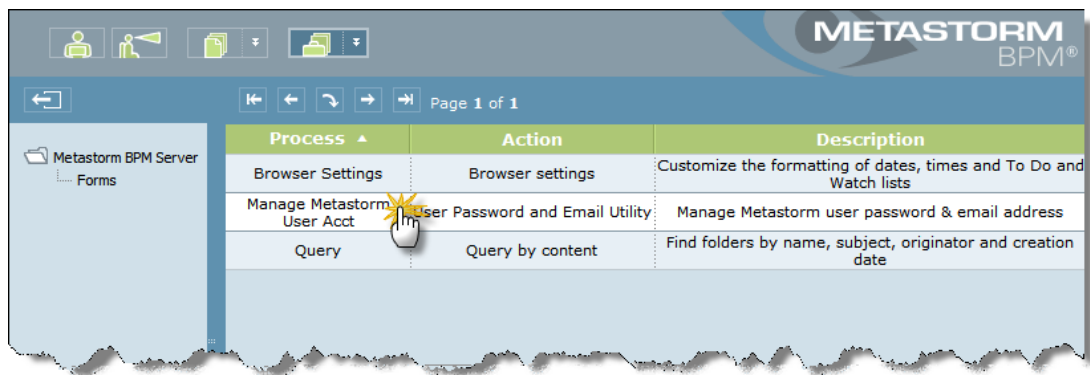 METASTORM
BPM®
Page 1 of 1
Metastorm BPM Server
Forms
Process ▲ Action Description
Browser Settings Browser settings Customize the formatting of dates, times and To Do and
Watch lists
Manage Metastorm
User Acct User Password and Email Utility Manage Metastorm user password & email address
Query Query by content Find folders by name, subject, originator and creation
date